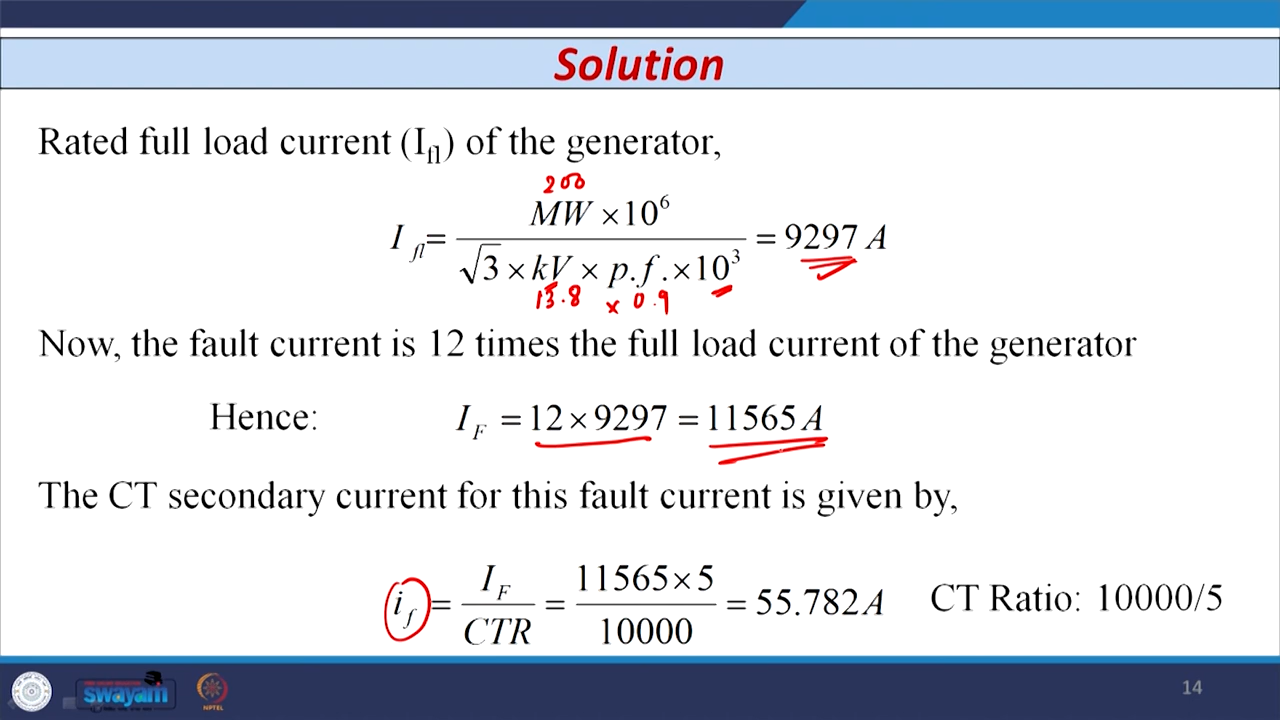 Solution
Rated full load current (I_fl) of the generator,
200
I_fl = MW × 10^6 / √3 × kV × p.f. × 10^3 = 9297 A
13.8 × 0.9
Now, the fault current is 12 times the full load current of the generator
Hence: I_F = 12 × 9297 = 11565 A
The CT secondary current for this fault current is given by,
i_f = I_F / CTR = 11565 × 5 / 10000 = 55.782 A CT Ratio: 10000/5
swayam NPTEL 14